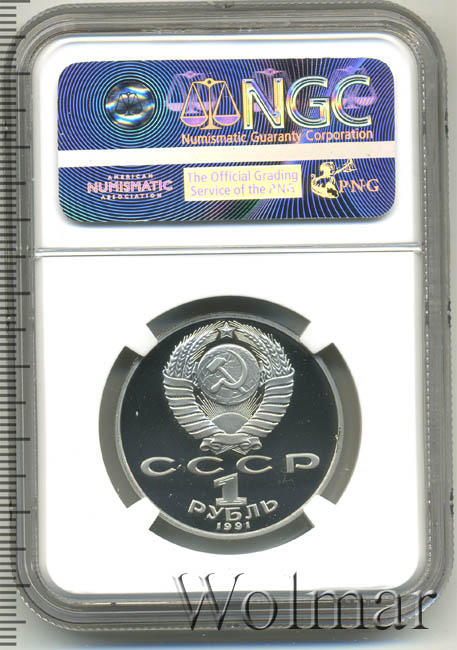 NGC
Numismatic Guaranty Corporation
AMERICAN
NUMISMATIC
ASSOCIATION
The Official Grading
Service of the PNG
PNG
СССР
1
РУБЛЬ
1991
Wolmar